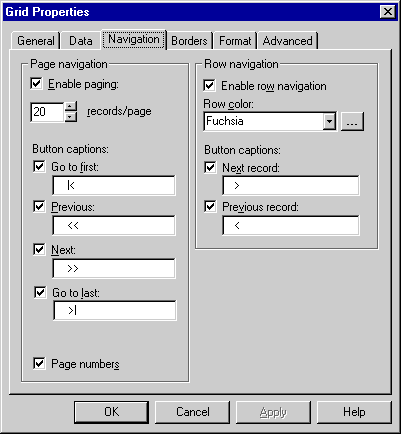 Grid Properties
General Data Navigation Borders Format Advanced
Page navigation
Enable paging:
20 records/page
Button captions:
Go to first:
|<
Previous:
<<
Next:
>>
Go to last:
>|
Page numbers
Row navigation
Enable row navigation
Row color:
Fuchsia ...
Button captions:
Next record:
>
Previous record:
<
OK Cancel Apply Help